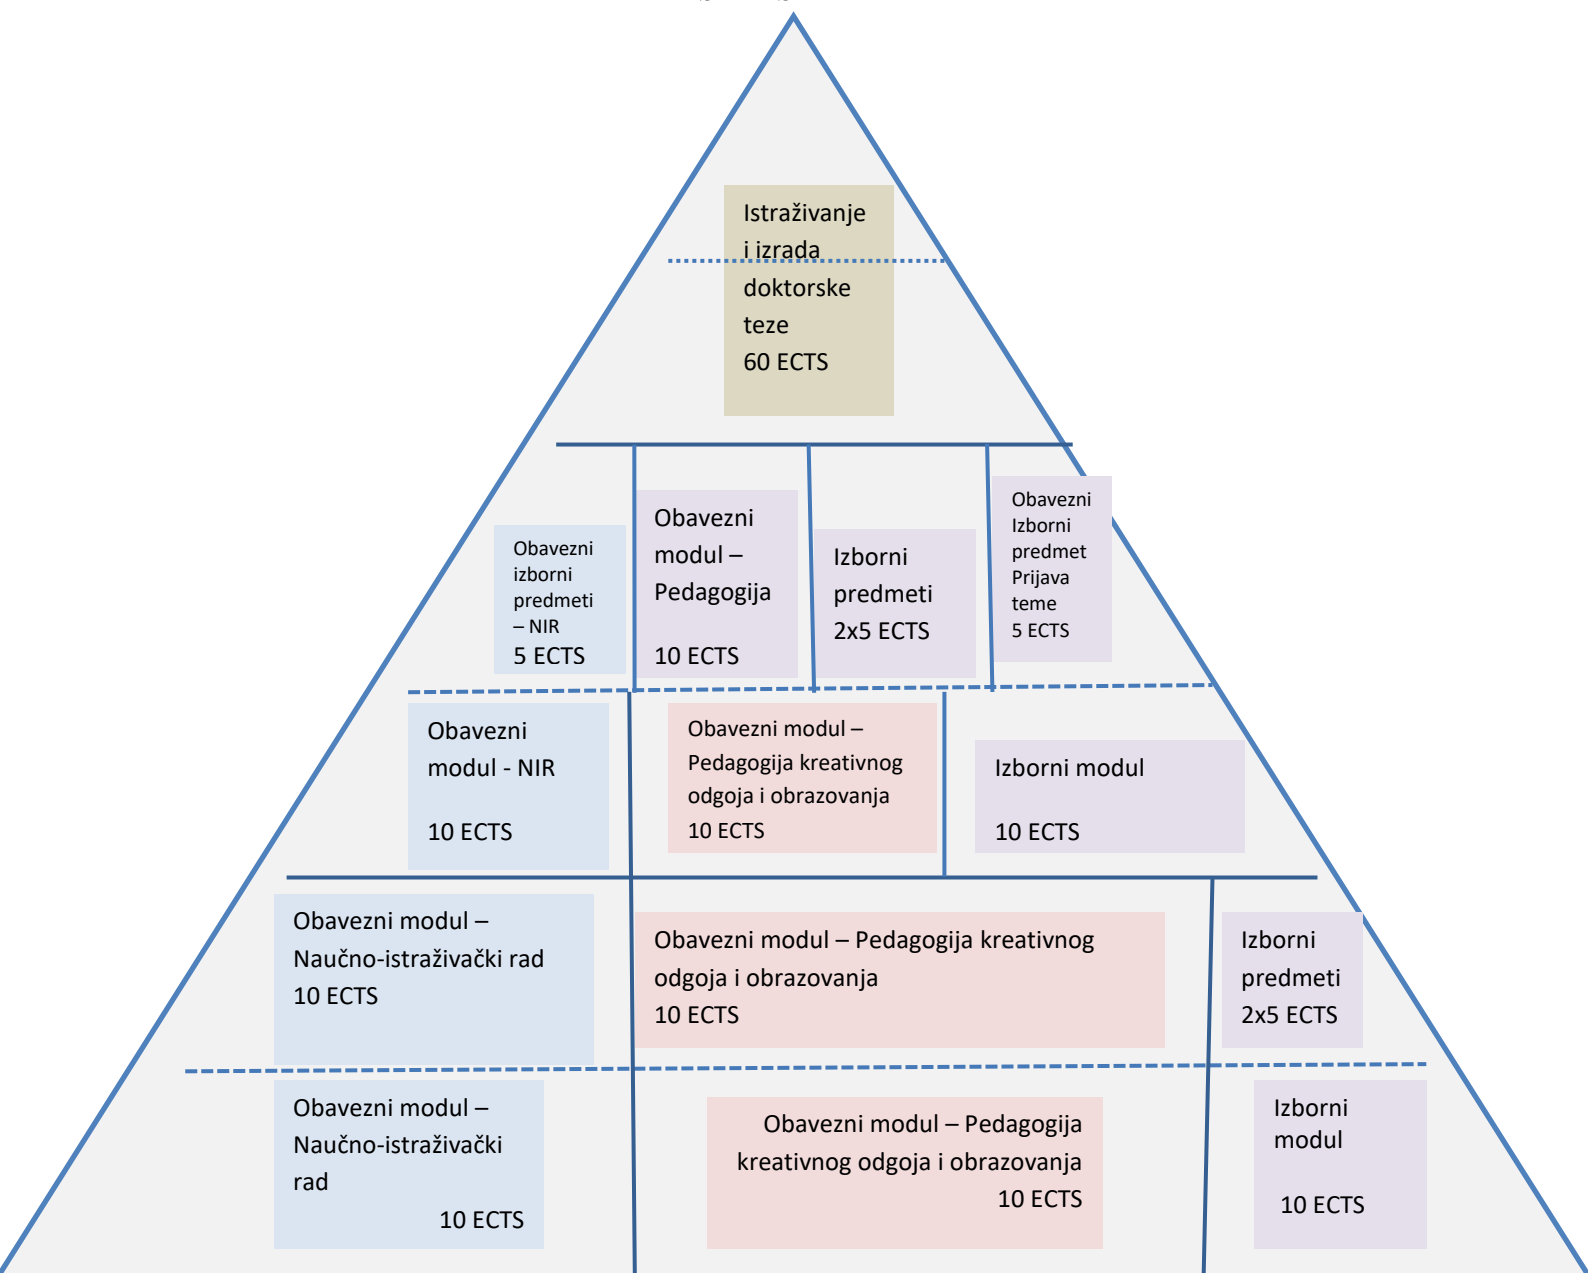 Istraživanje
i izrada
doktorske
teze
60 ECTS
Obavezni
izborni
predmeti
– NIR
5 ECTS
Obavezni
modul –
Pedagogija
10 ECTS
Izborni
predmeti
2x5 ECTS
Obavezni
Izborni
predmet
Prijava
teme
5 ECTS
Obavezni
modul - NIR
10 ECTS
Obavezni modul –
Pedagogija kreativnog
odgoja i obrazovanja
10 ECTS
Izborni modul
10 ECTS
Obavezni modul –
Naučno-istraživački rad
10 ECTS
Obavezni modul – Pedagogija kreativnog
odgoja i obrazovanja
10 ECTS
Izborni
predmeti
2x5 ECTS
Obavezni modul –
Naučno-istraživački
rad
10 ECTS
Obavezni modul – Pedagogija
kreativnog odgoja i obrazovanja
10 ECTS
Izborni
modul
10 ECTS